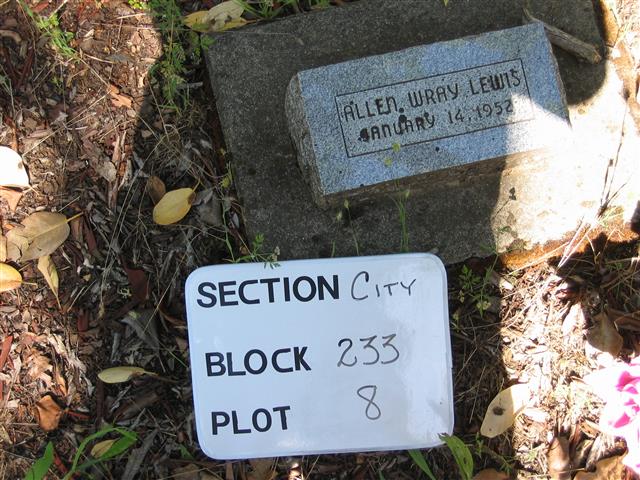 ALLEN WRAY LEWIS
JANUARY 14, 1952
SECTION City
BLOCK 233
PLOT 8